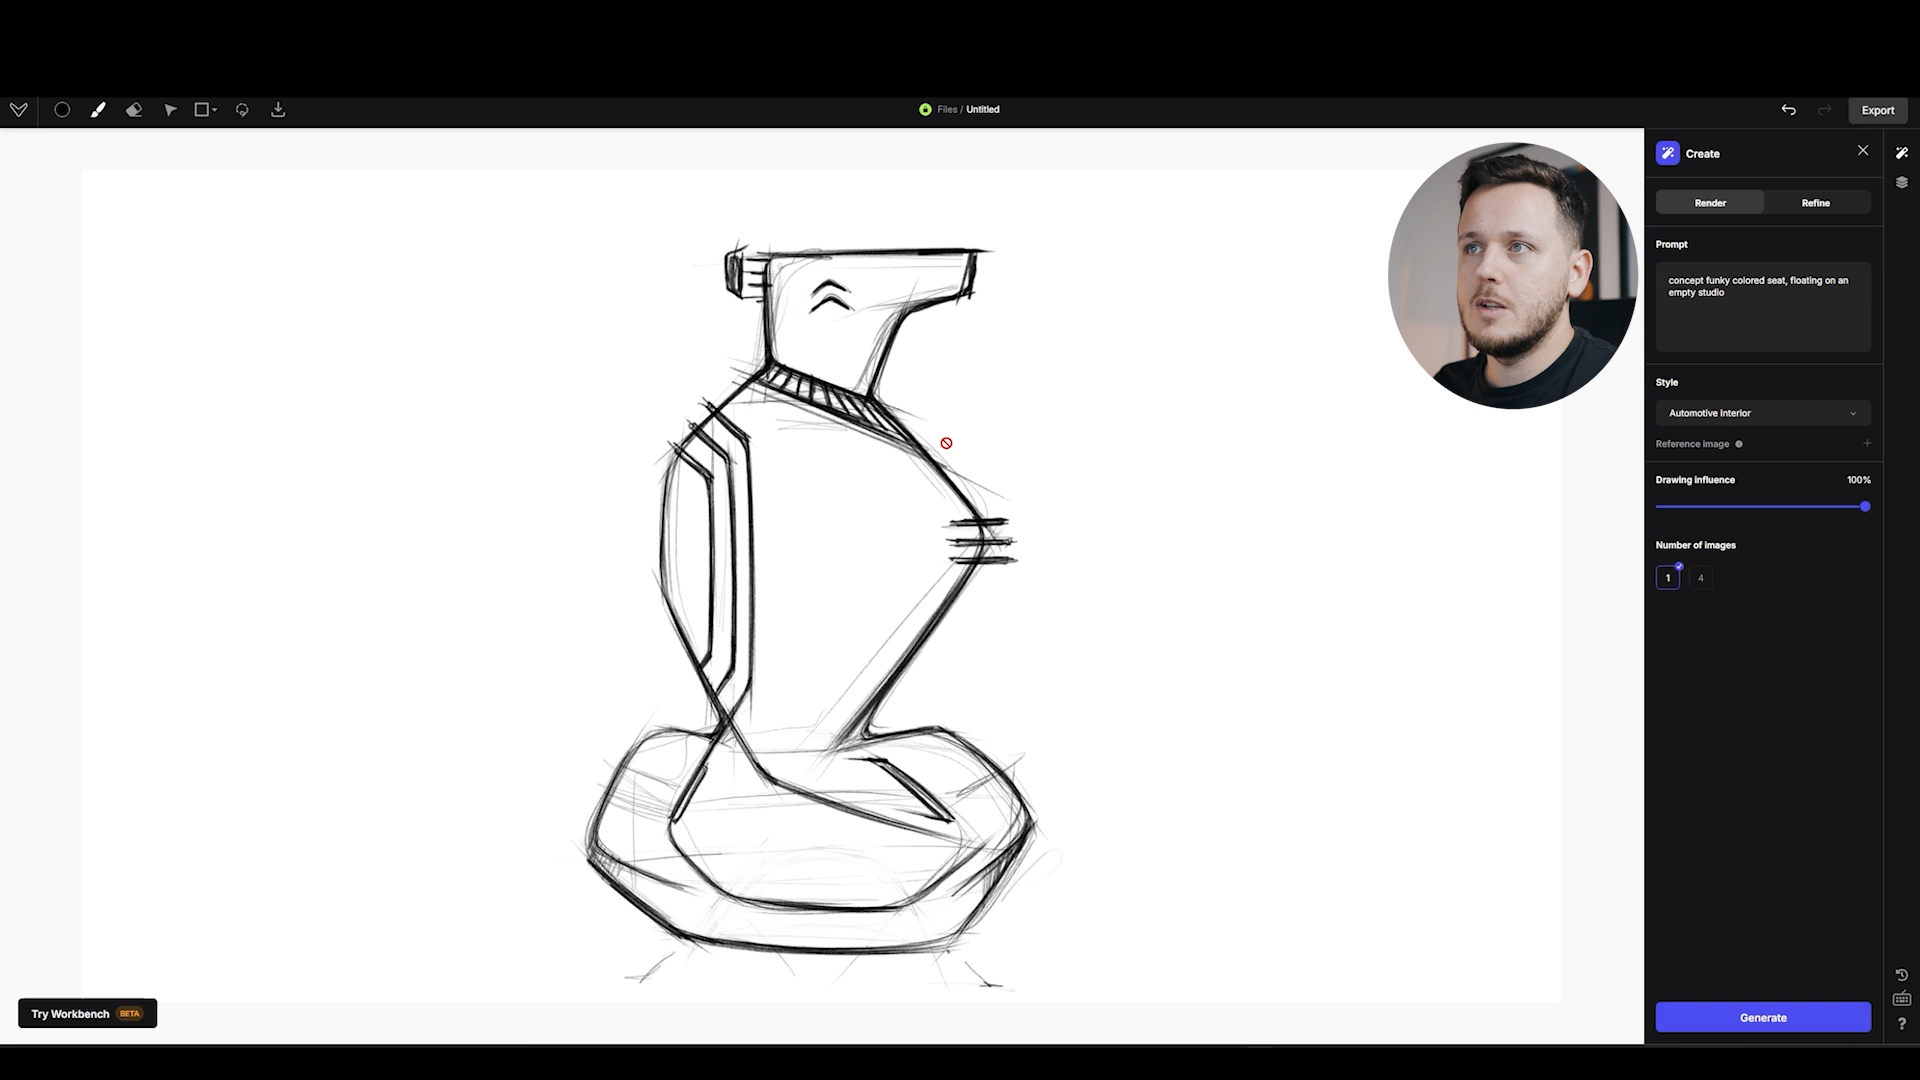 Files / Untitled
Export
Create
Render
Refine
Prompt
concept funky colored seat, floating on an
empty studio
Style
Automotive Interior
Reference image
Drawing influence
100%
Number of images
1
4
Try Workbench BETA
Generate